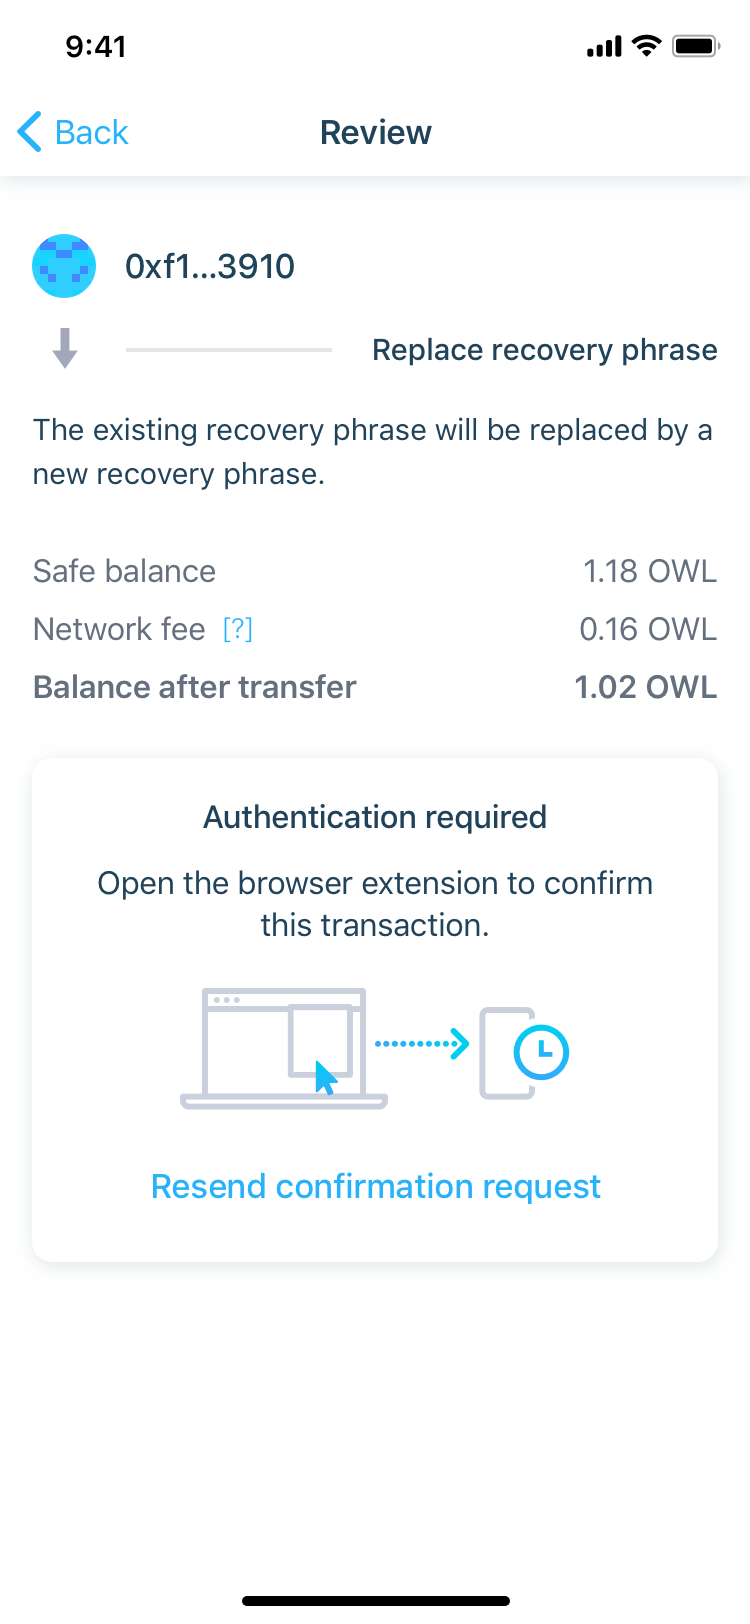 9:41
Back
Review
0xf1...3910
Replace recovery phrase
The existing recovery phrase will be replaced by a
new recovery phrase.
Safe balance 1.18 OWL
Network fee [?] 0.16 OWL
Balance after transfer 1.02 OWL
Authentication required
Open the browser extension to confirm
this transaction.
Resend confirmation request